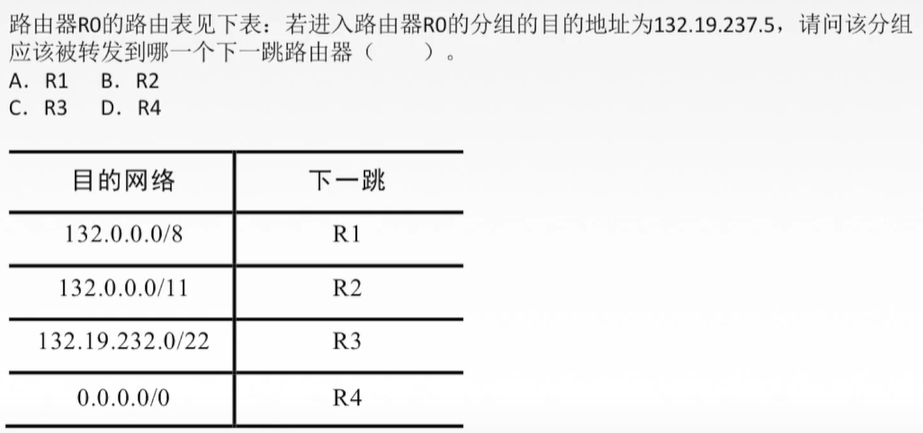 路由器R0的路由表见下表：若进入路由器R0的分组的目的地址为132.19.237.5，请问该分组
应该被转发到哪一个下一跳路由器（　　）。
A. R1 B. R2
C. R3 D. R4
目的网络 下一跳
132.0.0.0/8 R1
132.0.0.0/11 R2
132.19.232.0/22 R3
0.0.0.0/0 R4